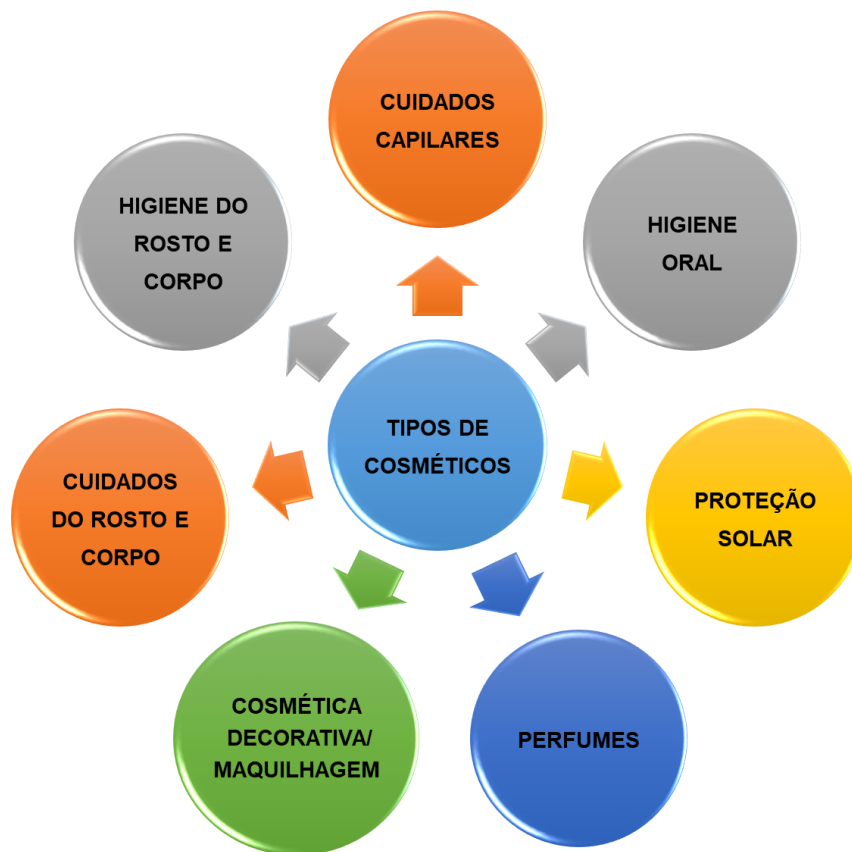 CUIDADOS
CAPILARES
HIGIENE DO
ROSTO E
CORPO
HIGIENE
ORAL
TIPOS DE
COSMÉTICOS
CUIDADOS
DO ROSTO E
CORPO
PROTEÇÃO
SOLAR
COSMÉTICA
DECORATIVA/
MAQUILHAGEM
PERFUMES